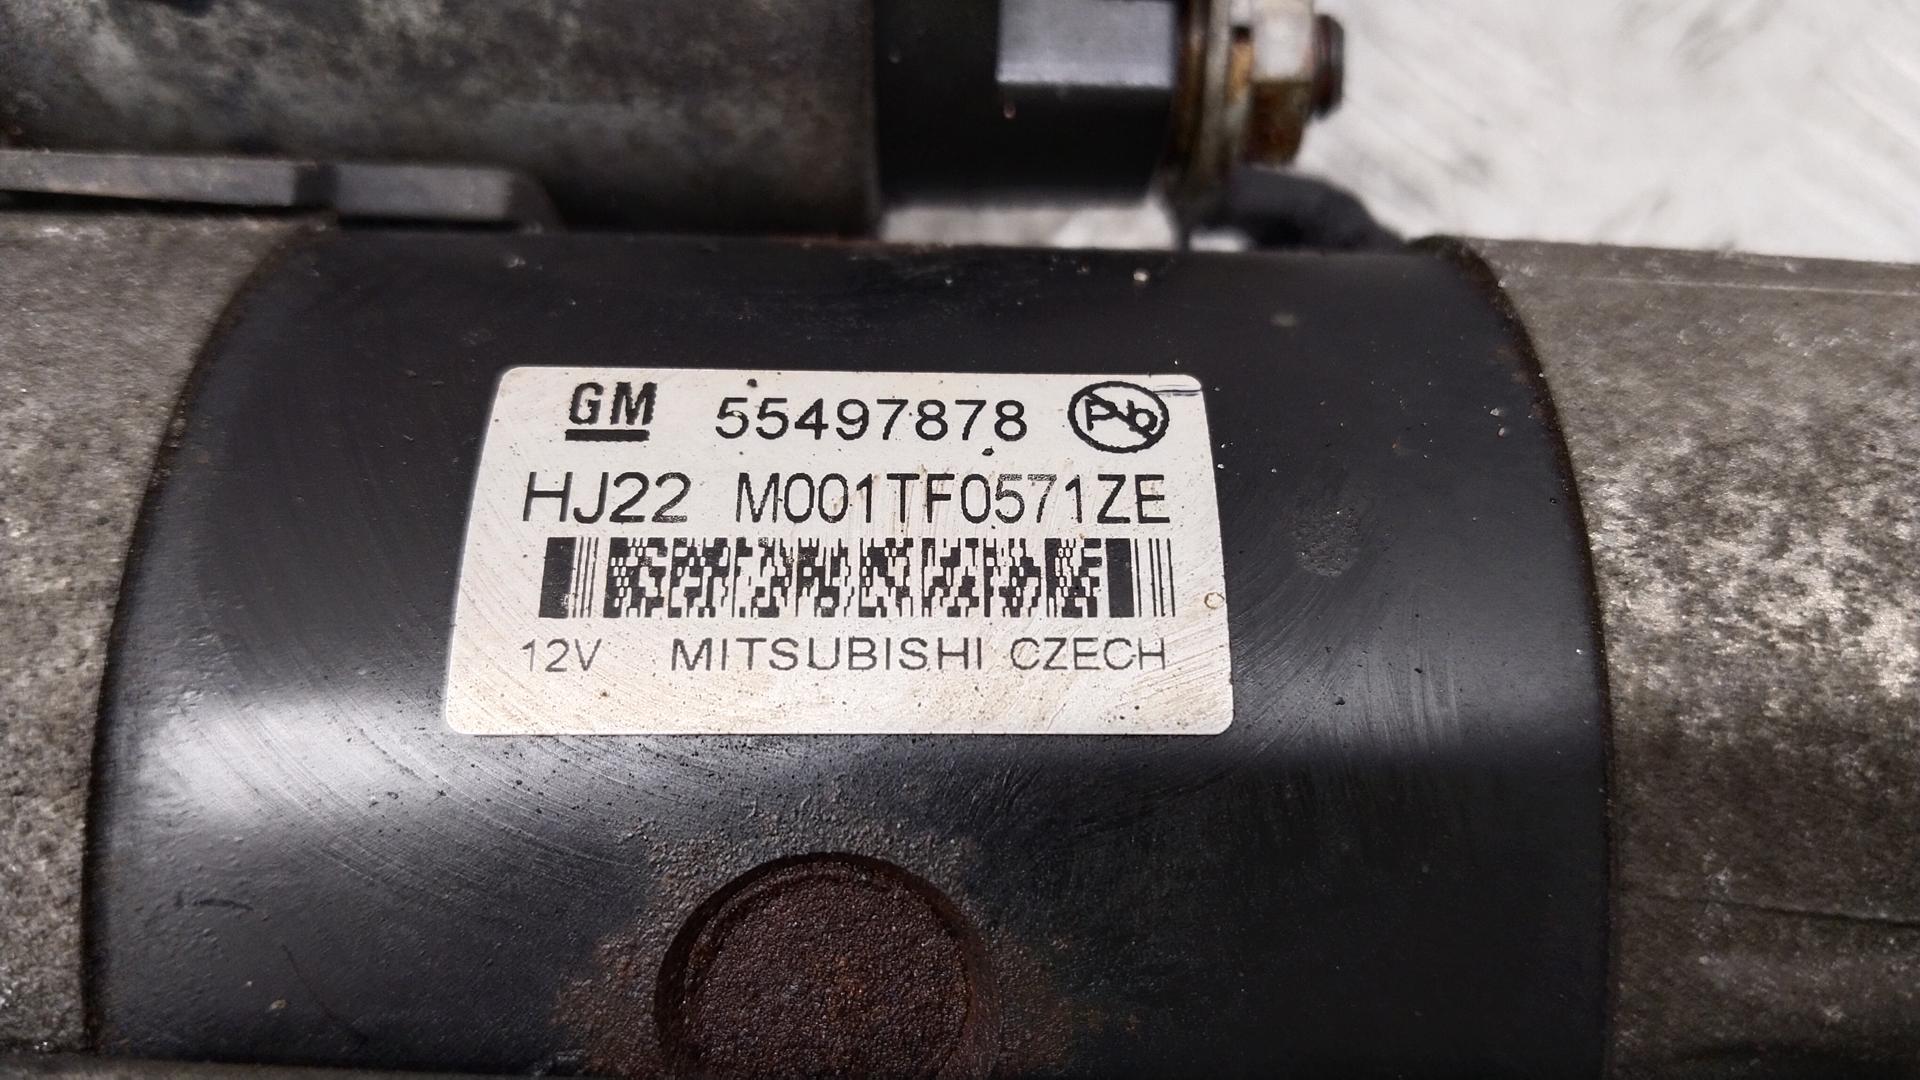 GM 55497878 Pb
HJ22 M001TF0571ZE
12V MITSUBISHI CZECH